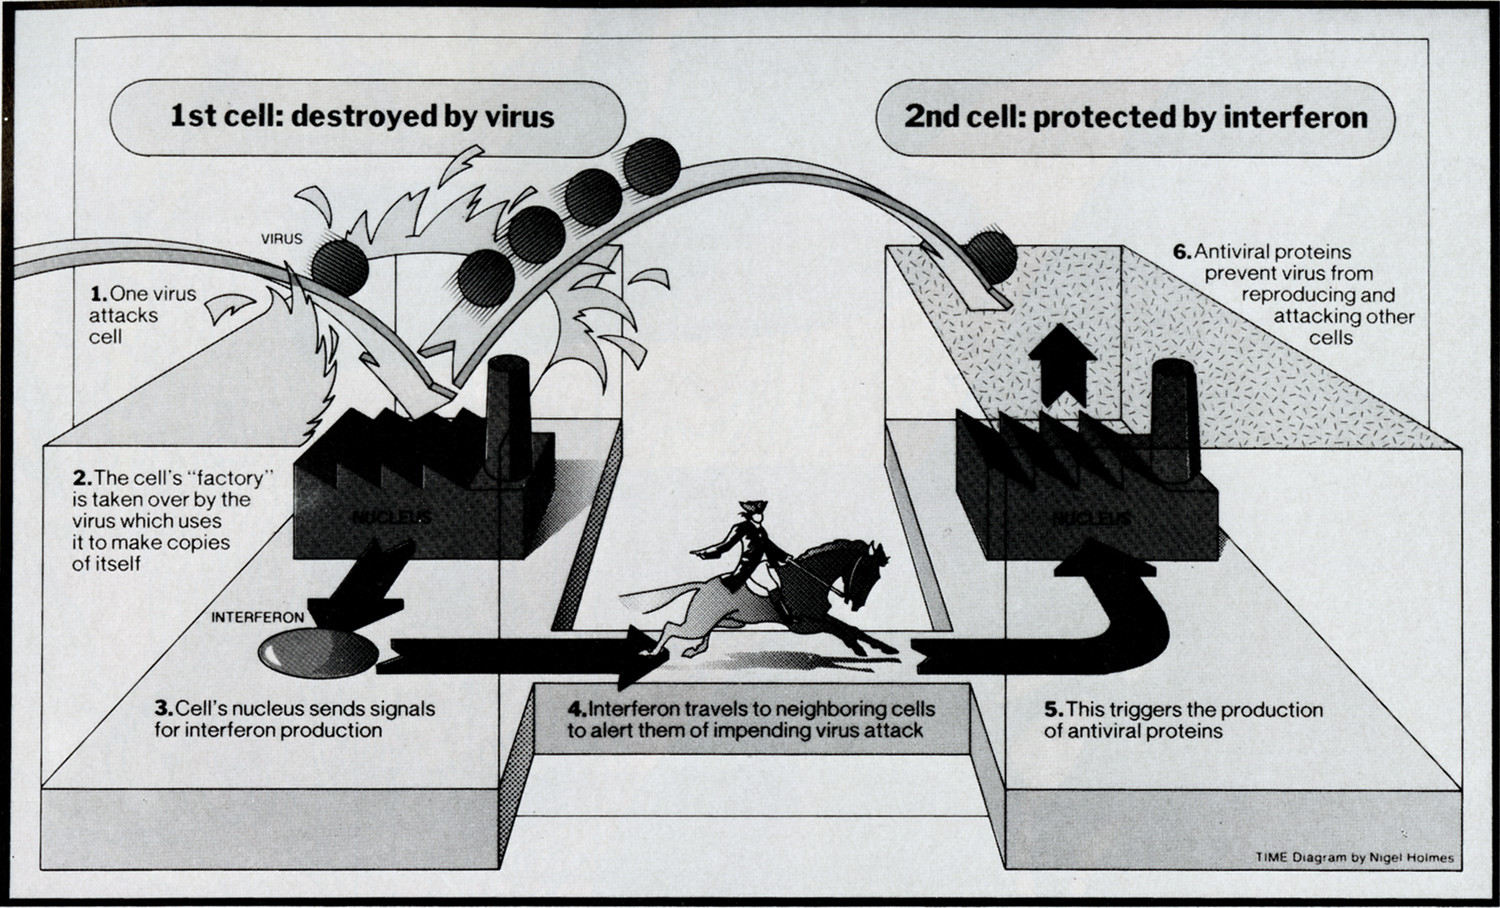 1st cell: destroyed by virus
2nd cell: protected by interferon
VIRUS
1. One virus
attacks
cell
6. Antiviral proteins
prevent virus from
reproducing and
attacking other
cells
2. The cell's "factory"
is taken over by the
virus which uses
it to make copies
of itself
NUCLEUS
NUCLEUS
INTERFERON
3. Cell's nucleus sends signals
for interferon production
4. Interferon travels to neighboring cells
to alert them of impending virus attack
5. This triggers the production
of antiviral proteins
TIME Diagram by Nigel Holmes